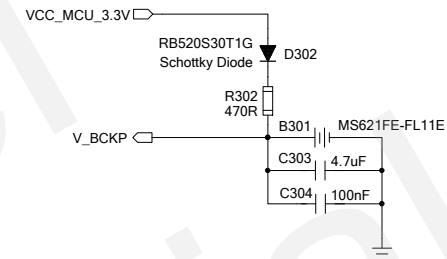 VCC_MCU_3.3V
RB520S30T1G
Schottky Diode
D302
R302
470R
V_BCKP
B301
MS621FE-FL11E
C303
4.7uF
C304
100nF